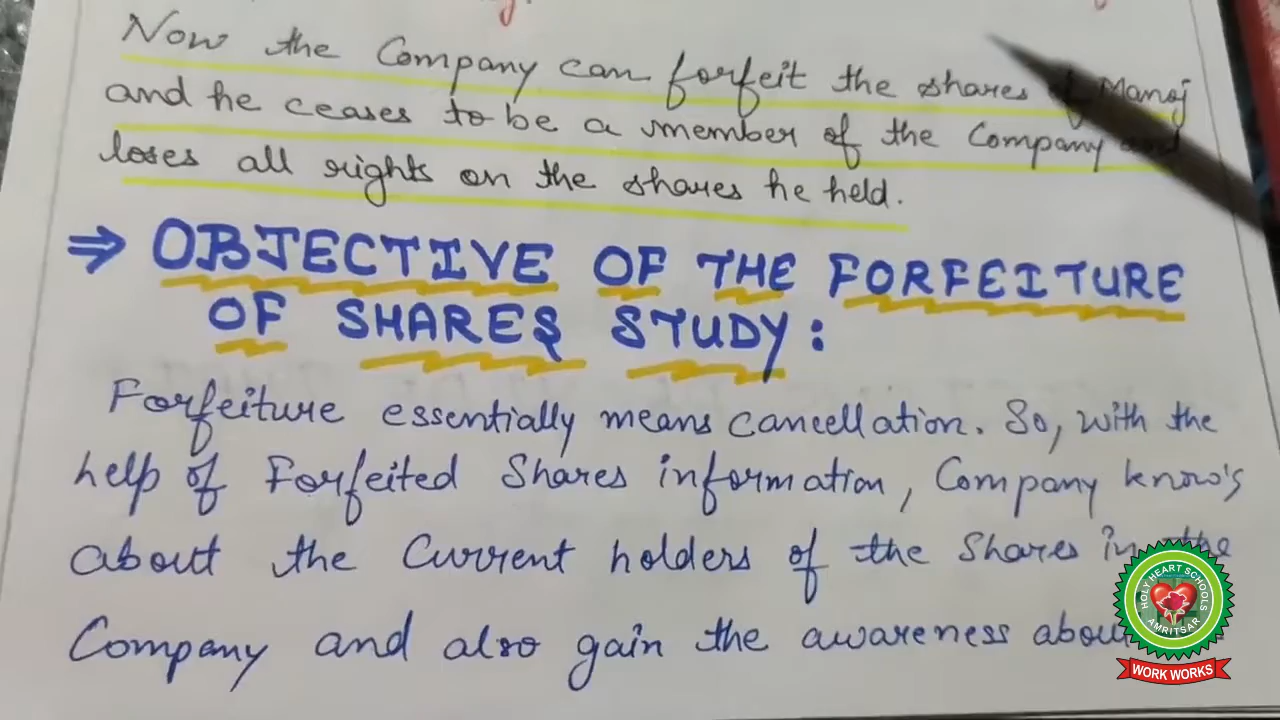 Now the Company can forfeit the shares of Manoj
and he ceases to be a member of the Company and
loses all rights on the shares he held.
⇒ OBJECTIVE OF THE FORFEITURE
OF SHARES STUDY:
Forfeiture essentially means cancellation. So, with the
help of Forfeited Shares information, Company know's
about the current holders of the shares in the
Company and also gain the awareness about
HOLY HEART SCHOOLS
AMRITSAR
WORK WORKS